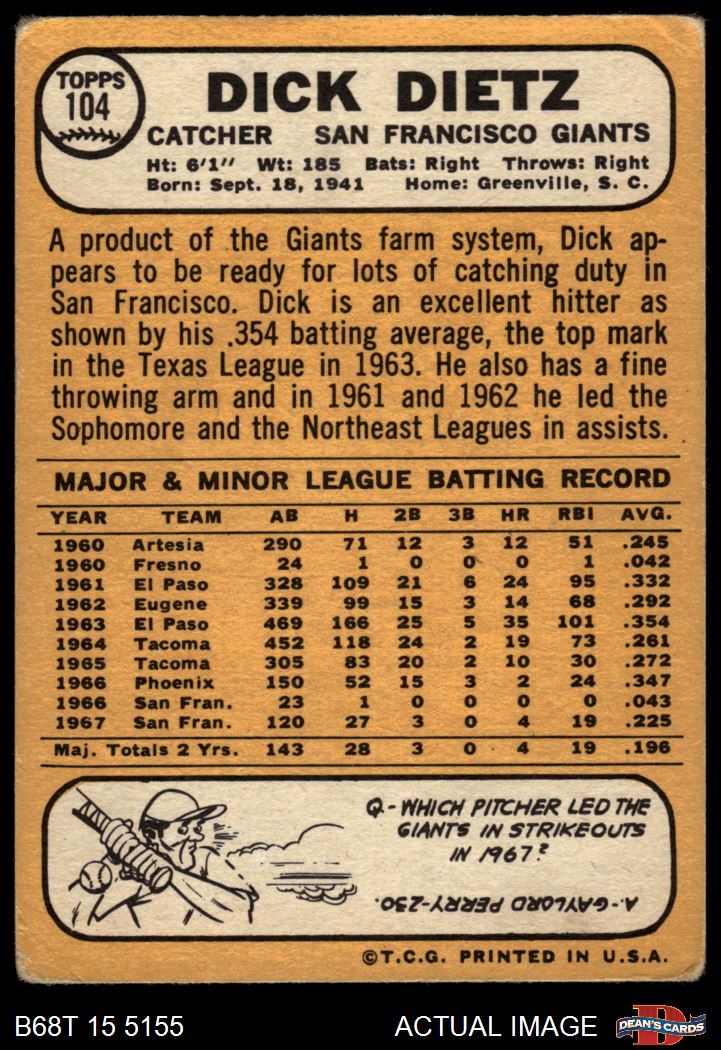 TOPPS
104
DICK DIETZ
CATCHER SAN FRANCISCO GIANTS
Ht: 6'1" Wt: 185 Bats: Right Throws: Right
Born: Sept. 18, 1941 Home: Greenville, S. C.
A product of the Giants farm system, Dick ap-
pears to be ready for lots of catching duty in
San Francisco. Dick is an excellent hitter as
shown by his .354 batting average, the top mark
in the Texas League in 1963. He also has a fine
throwing arm and in 1961 and 1962 he led the
Sophomore and the Northeast Leagues in assists.
MAJOR & MINOR LEAGUE BATTING RECORD
YEAR TEAM AB H 2B 3B HR RBI AVG.
1960 Artesia 290 71 12 3 12 51 .245
1960 Fresno 24 1 0 0 0 1 .042
1961 El Paso 328 109 21 6 24 95 .332
1962 Eugene 339 99 15 3 14 68 .292
1963 El Paso 469 166 25 5 35 101 .354
1964 Tacoma 452 118 24 2 19 73 .261
1965 Tacoma 305 83 20 2 10 30 .272
1966 Phoenix 150 52 15 3 2 24 .347
1966 San Fran. 23 1 0 0 0 0 .043
1967 San Fran. 120 27 3 0 4 19 .225
Maj. Totals 2 Yrs. 143 28 3 0 4 19 .196
Q-WHICH PITCHER LED THE
GIANTS IN STRIKEOUTS
IN 1967?
A-GAYLORD PERRY-230.
©T.C.G. PRINTED IN U.S.A.
B68T 15 5155 ACTUAL IMAGE
D
DEAN'S CARDS